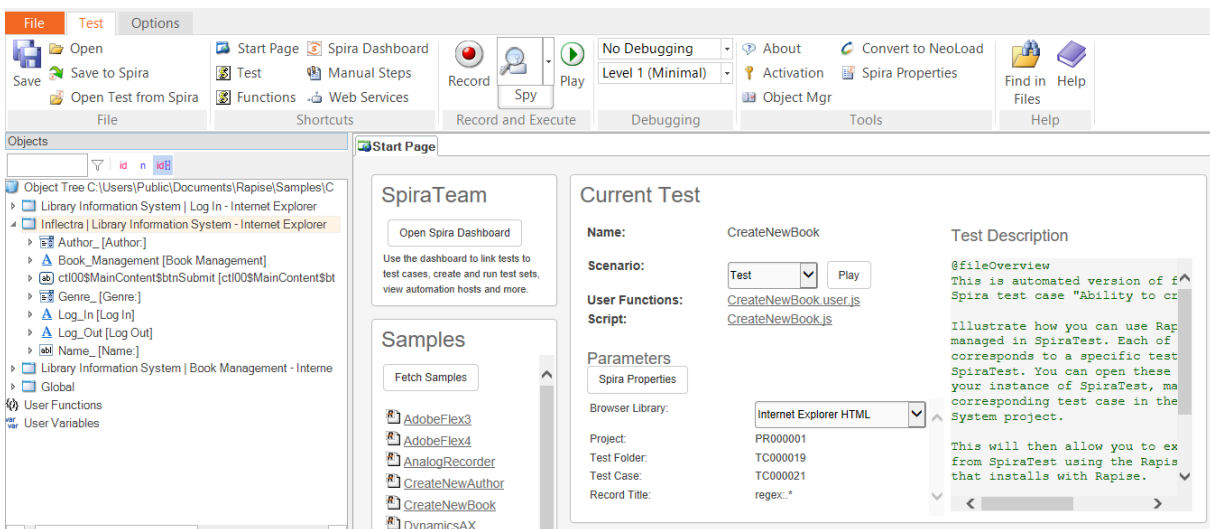 File Test Options
Save
Open
Save to Spira
Open Test from Spira
File
Start Page
Spira Dashboard
Test
Manual Steps
Functions
Web Services
Shortcuts
Record
Spy
Play
Record and Execute
No Debugging
Level 1 (Minimal)
Debugging
About
Convert to NeoLoad
Activation
Spira Properties
Object Mgr
Tools
Find in
Files
Help
Help
Objects
id n id
Object Tree C:\Users\Public\Documents\Rapise\Samples\C
Library Information System | Log In - Internet Explorer
Inflectra | Library Information System - Internet Explorer
Author_ [Author:]
A Book_Management [Book Management]
ab ctl00$MainContent$btnSubmit [ctl00$MainContent$bt
Genre_ [Genre:]
A Log_In [Log In]
A Log_Out [Log Out]
abl Name_ [Name:]
Library Information System | Book Management - Interne
Global
User Functions
var User Variables
Start Page
SpiraTeam
Open Spira Dashboard
Use the dashboard to link tests to
test cases, create and run test sets,
view automation hosts and more.
Samples
Fetch Samples
AdobeFlex3
AdobeFlex4
AnalogRecorder
CreateNewAuthor
CreateNewBook
DynamicsAX
Current Test
Name: CreateNewBook
Scenario: Test Play
User Functions: CreateNewBook.user.js
Script: CreateNewBook.js
Parameters
Spira Properties
Browser Library: Internet Explorer HTML
Project: PR000001
Test Folder: TC000019
Test Case: TC000021
Record Title: regex:.*
Test Description
@fileOverview
This is automated version of f
Spira test case "Ability to cr
Illustrate how you can use Rap
managed in SpiraTest. Each of
corresponds to a specific test
SpiraTest. You can open these
your instance of SpiraTest, ma
corresponding test case in the
System project.
This will then allow you to ex
from SpiraTest using the Rapis
that installs with Rapise.